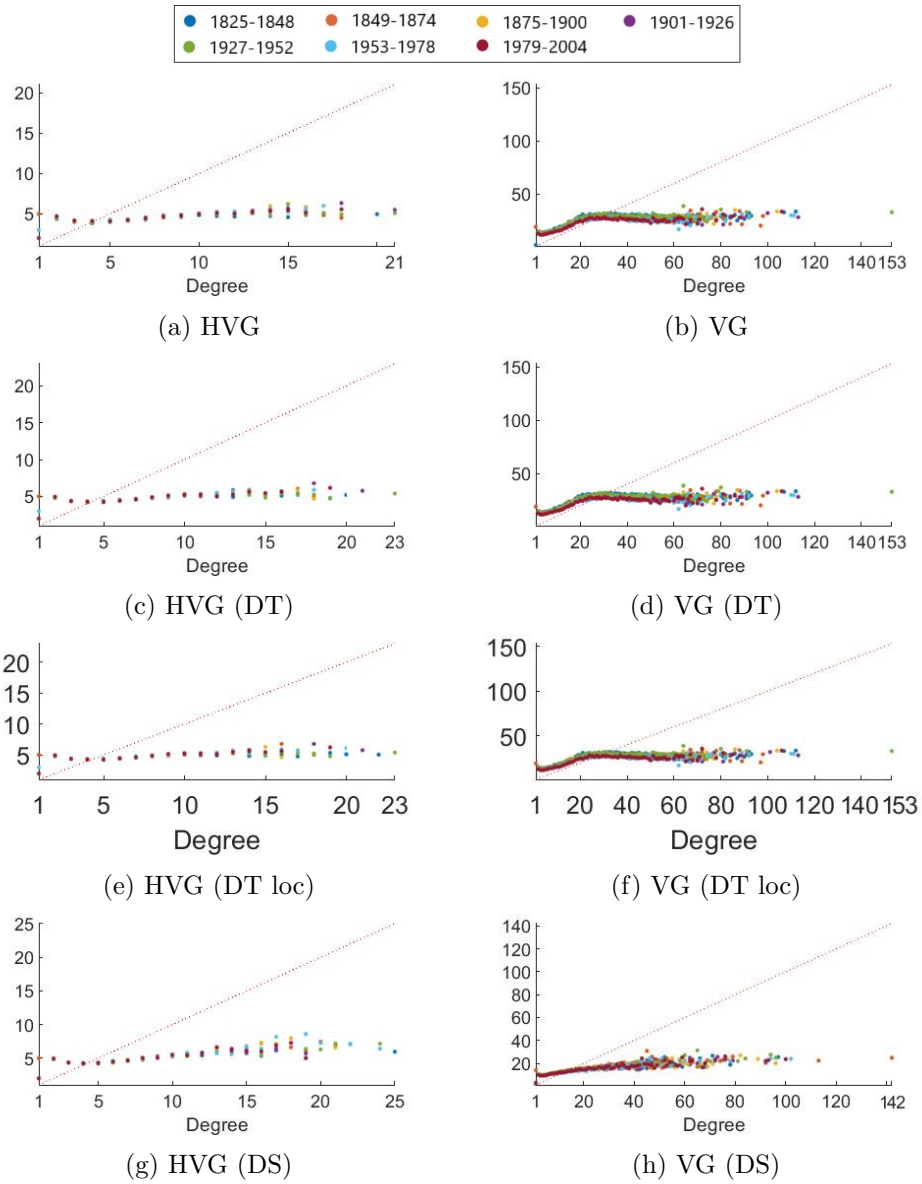 1825-1848 1849-1874 1875-1900 1901-1926
1927-1952 1953-1978 1979-2004
20
15
10
5
1 5 10 15 21
Degree
(a) HVG
150
100
50
1 20 40 60 80 100 120 140 153
Degree
(b) VG
20
15
10
5
1 5 10 15 20 23
Degree
(c) HVG (DT)
150
100
50
1 20 40 60 80 100 120 140 153
Degree
(d) VG (DT)
20
15
10
5
1 5 10 15 20 23
Degree
(e) HVG (DT loc)
150
100
50
1 20 40 60 80 100 120 140 153
Degree
(f) VG (DT loc)
25
20
15
10
5
1 5 10 15 20 25
Degree
(g) HVG (DS)
140
120
100
80
60
40
20
1 20 40 60 80 100 120 142
Degree
(h) VG (DS)